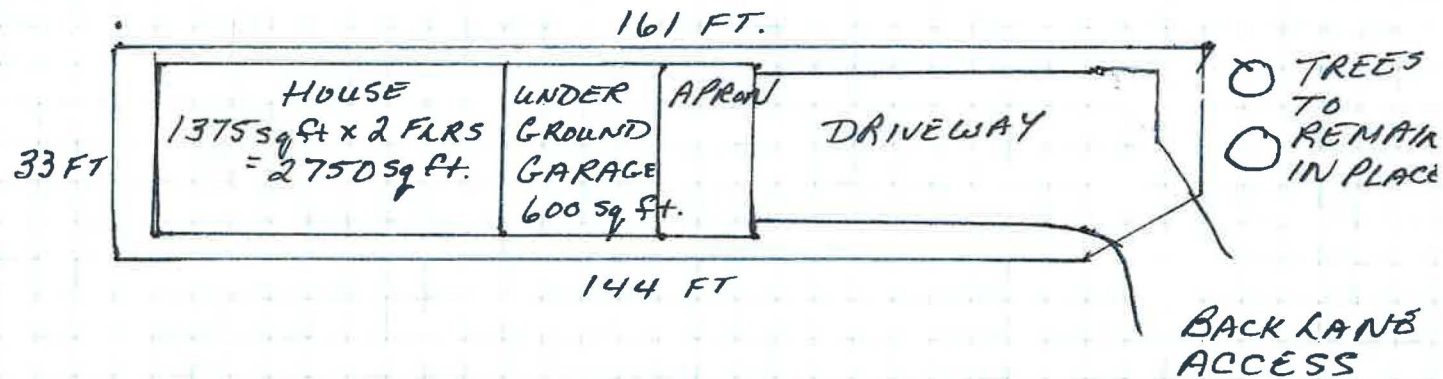 161 FT.
33 FT
HOUSE
1375 sq ft x 2 FLRS
= 2750 sq ft.
UNDER
GROUND
GARAGE
600 sq ft.
APRON
DRIVEWAY
TREES
TO
REMAIN
IN PLACE
144 FT
BACK LANE
ACCESS